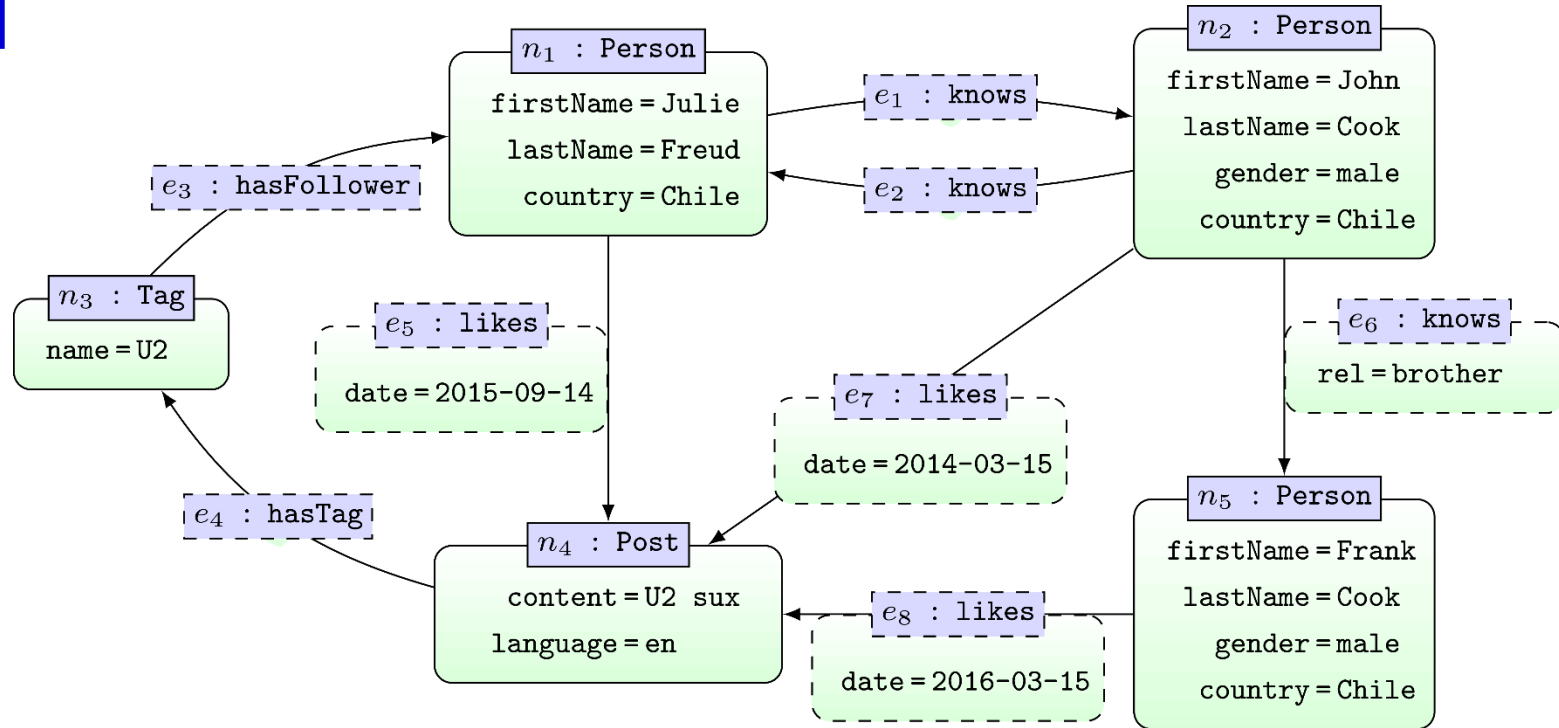 n₁ : Person
firstName = Julie
lastName = Freud
country = Chile
e₁ : knows
e₂ : knows
n₂ : Person
firstName = John
lastName = Cook
gender = male
country = Chile
e₃ : hasFollower
n₃ : Tag
name = U2
e₅ : likes
date = 2015-09-14
e₇ : likes
date = 2014-03-15
e₆ : knows
rel = brother
e₄ : hasTag
n₄ : Post
content = U2 sux
language = en
e₈ : likes
date = 2016-03-15
n₅ : Person
firstName = Frank
lastName = Cook
gender = male
country = Chile